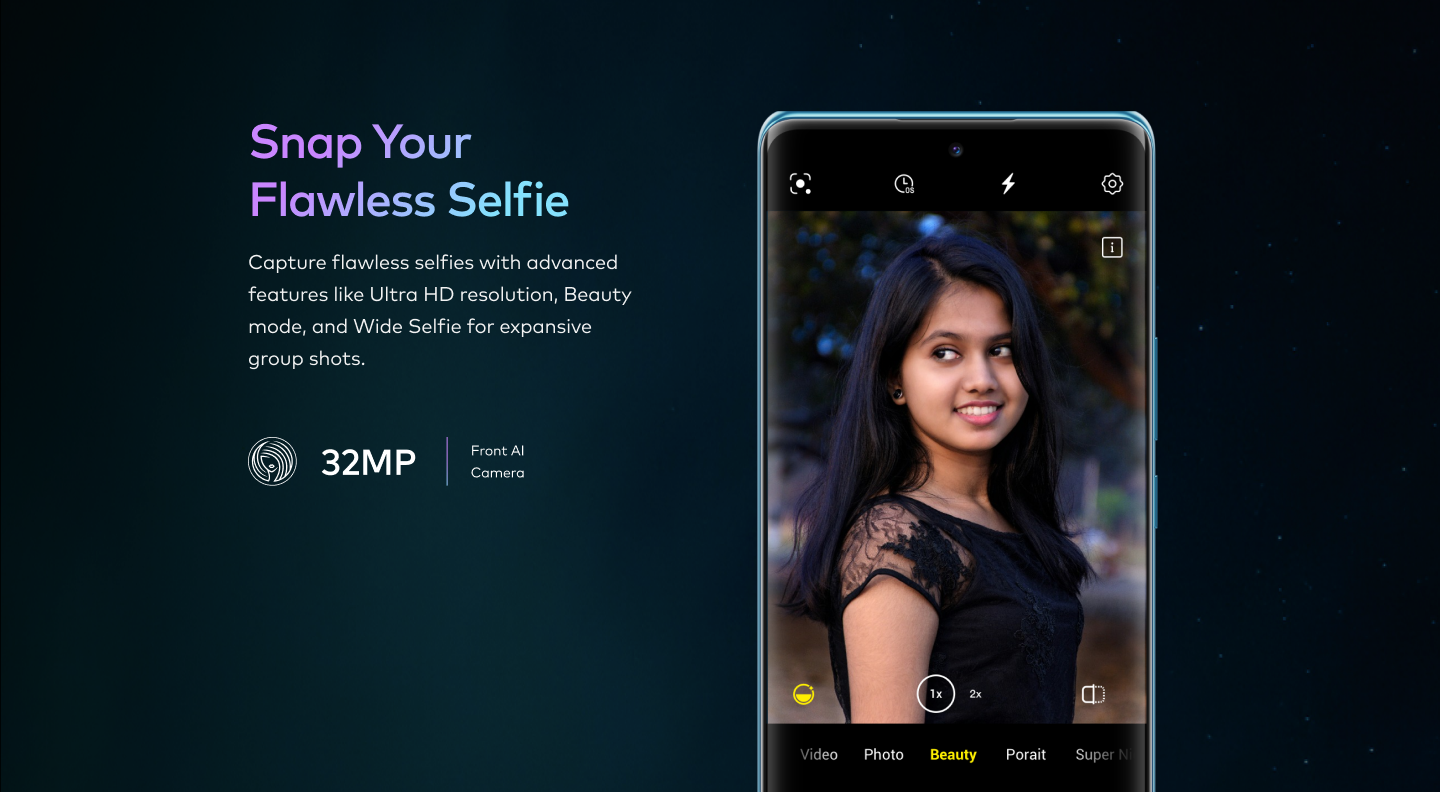 Snap Your
Flawless Selfie
Capture flawless selfies with advanced
features like Ultra HD resolution, Beauty
mode, and Wide Selfie for expansive
group shots.
32MP
Front AI
Camera
0S
i
1x 2x
Video Photo Beauty Porait Super Ni